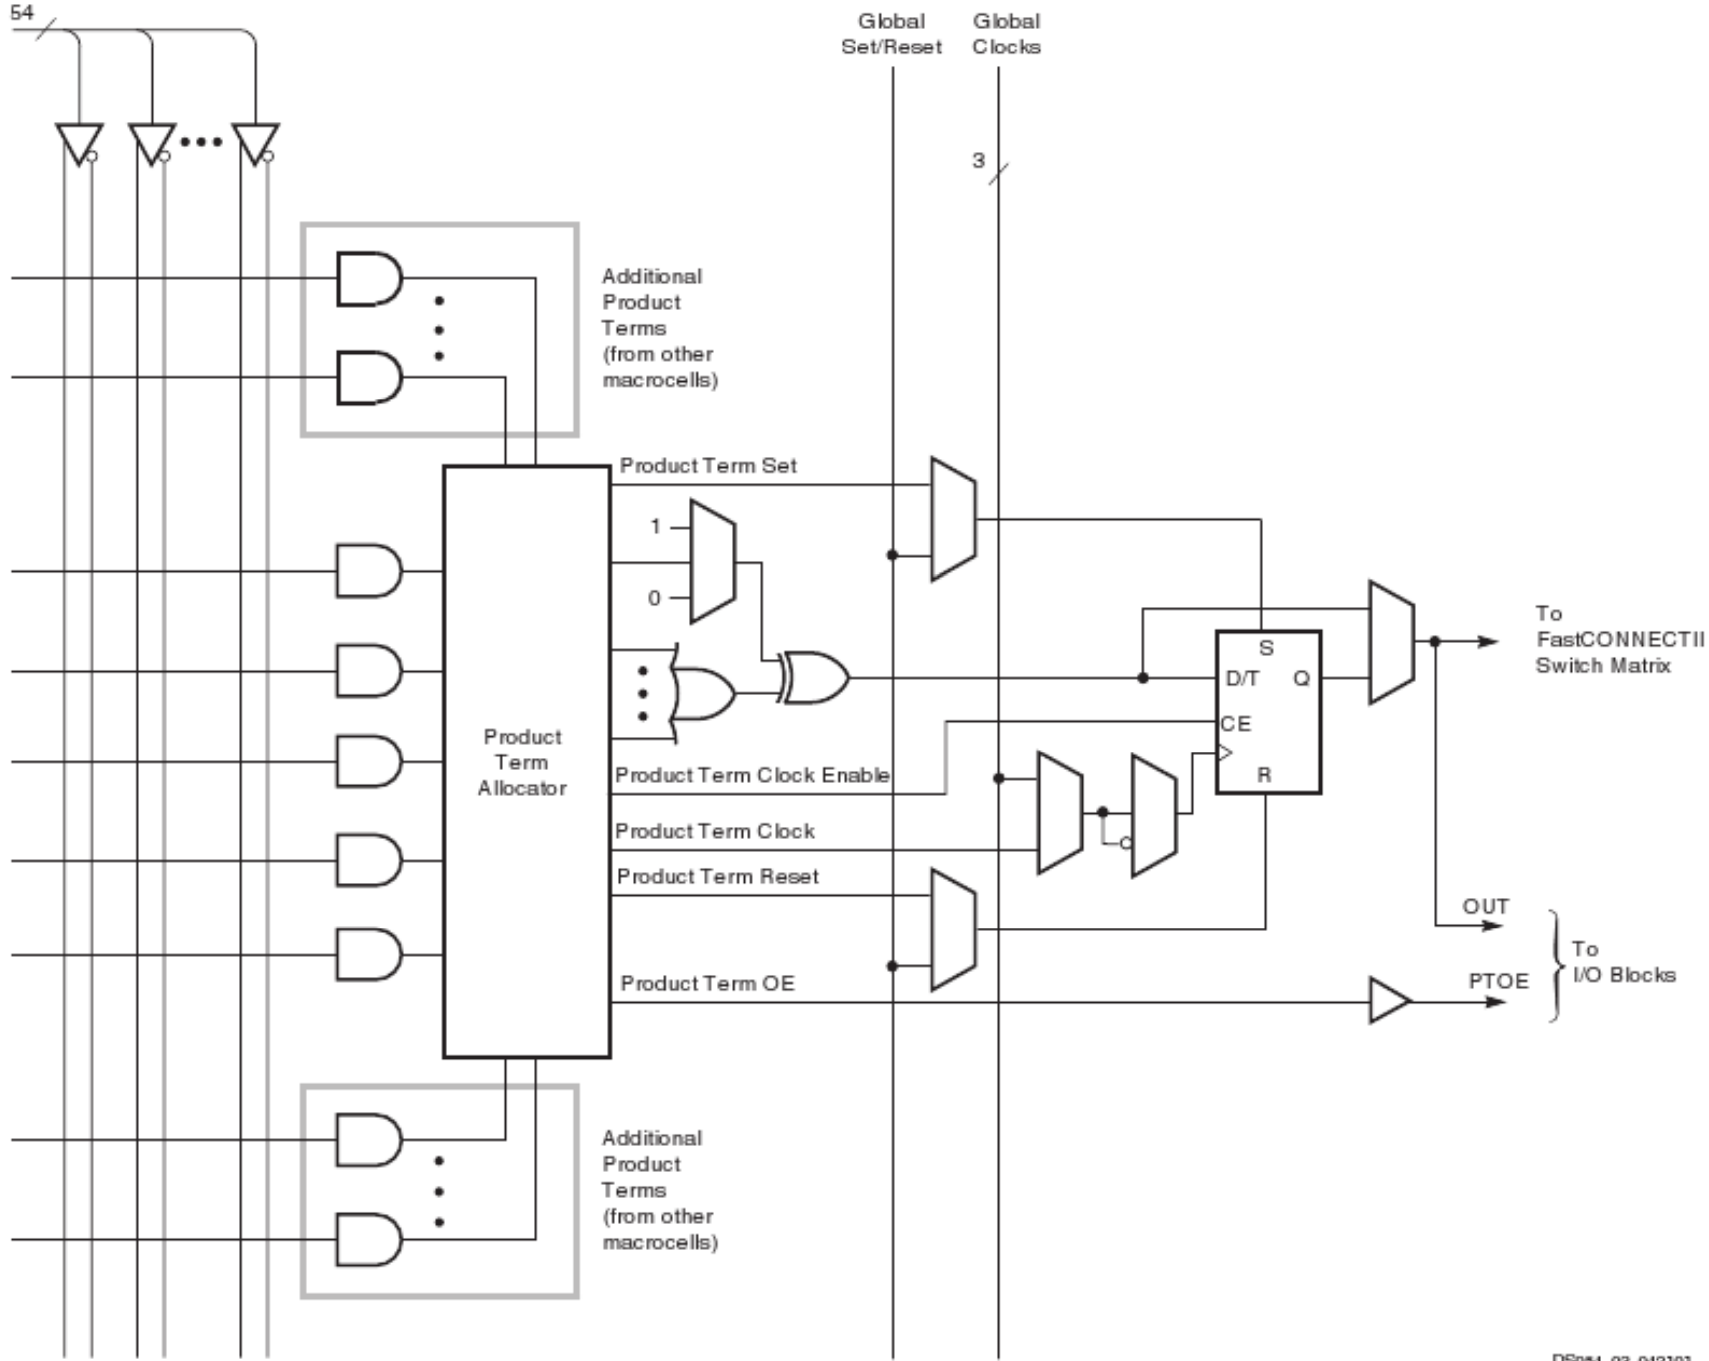 54
Global
Set/Reset
Global
Clocks
3
Additional
Product
Terms
(from other
macrocells)
Product Term Set
1
0
To
FastCONNECTII
Switch Matrix
S
D/T
Q
CE
R
Product
Term
Allocator
Product Term Clock Enable
Product Term Clock
Product Term Reset
OUT
To
I/O Blocks
Product Term OE
PTOE
Additional
Product
Terms
(from other
macrocells)